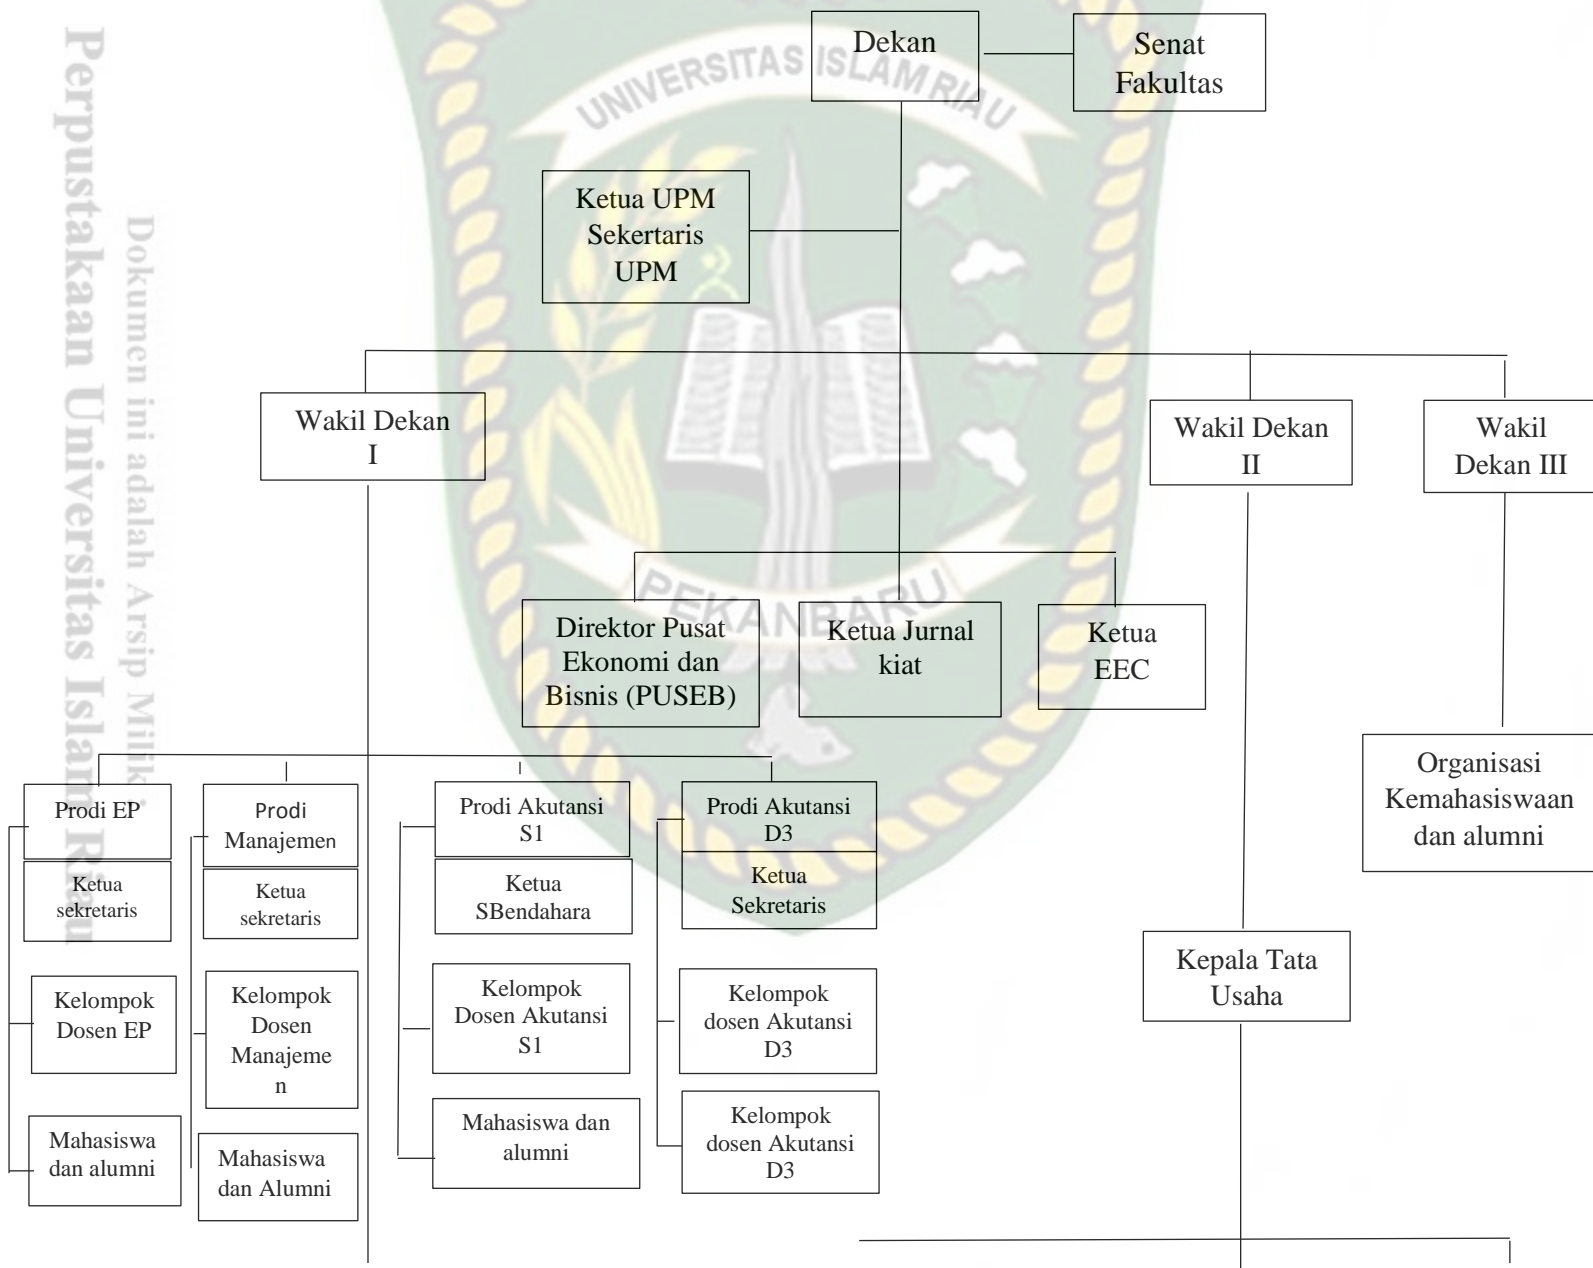 Dekan
Senat
Fakultas
UNIVERSITAS ISLAM RIAU
Ketua UPM
Sekertaris
UPM
Wakil Dekan
I
Wakil Dekan
II
Wakil
Dekan III
PEKANBARU
Direktor Pusat
Ekonomi dan
Bisnis (PUSEB)
Ketua Jurnal
kiat
Ketua
EEC
Organisasi
Kemahasiswaan
dan alumni
Prodi EP
Ketua
sekretaris
Kelompok
Dosen EP
Mahasiswa
dan alumni
Prodi
Manajemen
Ketua
sekretaris
Kelompok
Dosen
Manajeme
n
Mahasiswa
dan Alumni
Prodi Akutansi
S1
Ketua
SBendahara
Kelompok
Dosen Akutansi
S1
Mahasiswa dan
alumni
Prodi Akutansi
D3
Ketua
Sekretaris
Kelompok
dosen Akutansi
D3
Kelompok
dosen Akutansi
D3
Kepala Tata
Usaha
Dokumen ini adalah Arsip Milik :
Perpustakaan Universitas Islam Riau